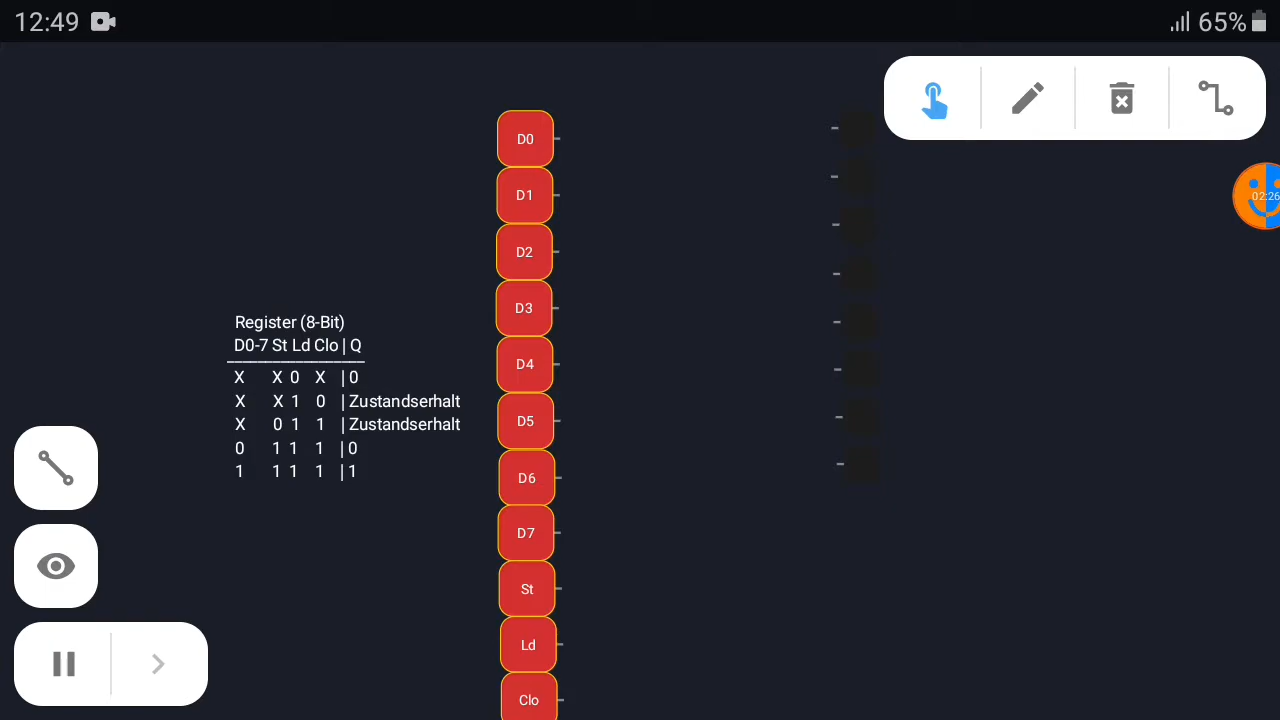 12:49
65%
02:26
D0
D1
D2
D3
D4
D5
D6
D7
St
Ld
Clo
Register (8-Bit)
D0-7 St Ld Clo | Q
X X 0 X | 0
X X 1 0 | Zustandserhalt
X 0 1 1 | Zustandserhalt
0 1 1 1 | 0
1 1 1 1 | 1